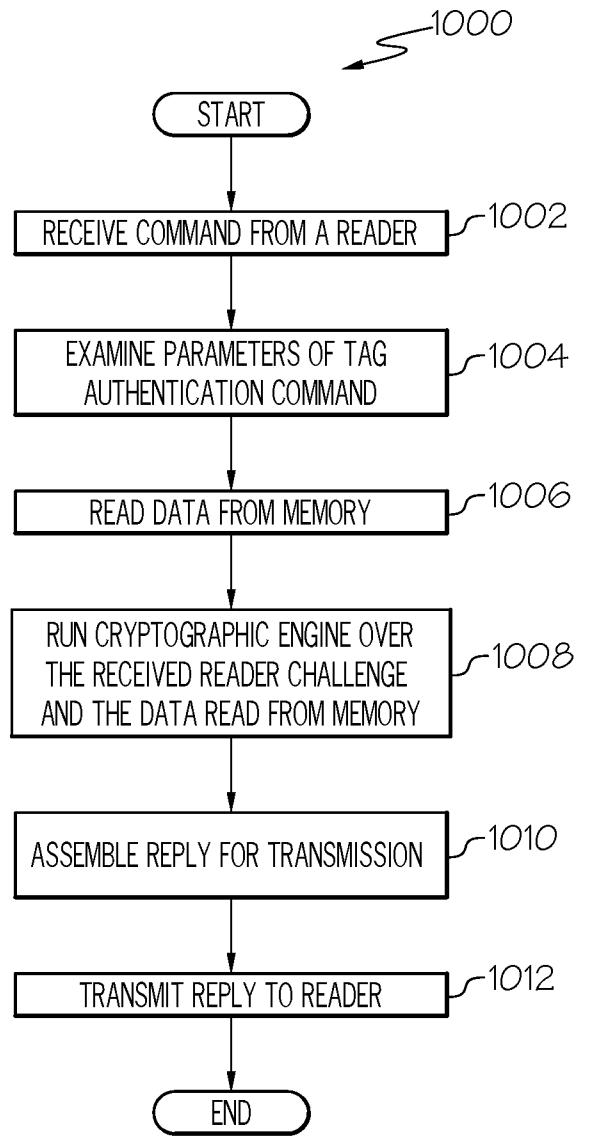 1000
START
RECEIVE COMMAND FROM A READER
1002
EXAMINE PARAMETERS OF TAG
AUTHENTICATION COMMAND
1004
READ DATA FROM MEMORY
1006
RUN CRYPTOGRAPHIC ENGINE OVER
THE RECEIVED READER CHALLENGE
AND THE DATA READ FROM MEMORY
1008
ASSEMBLE REPLY FOR TRANSMISSION
1010
TRANSMIT REPLY TO READER
1012
END